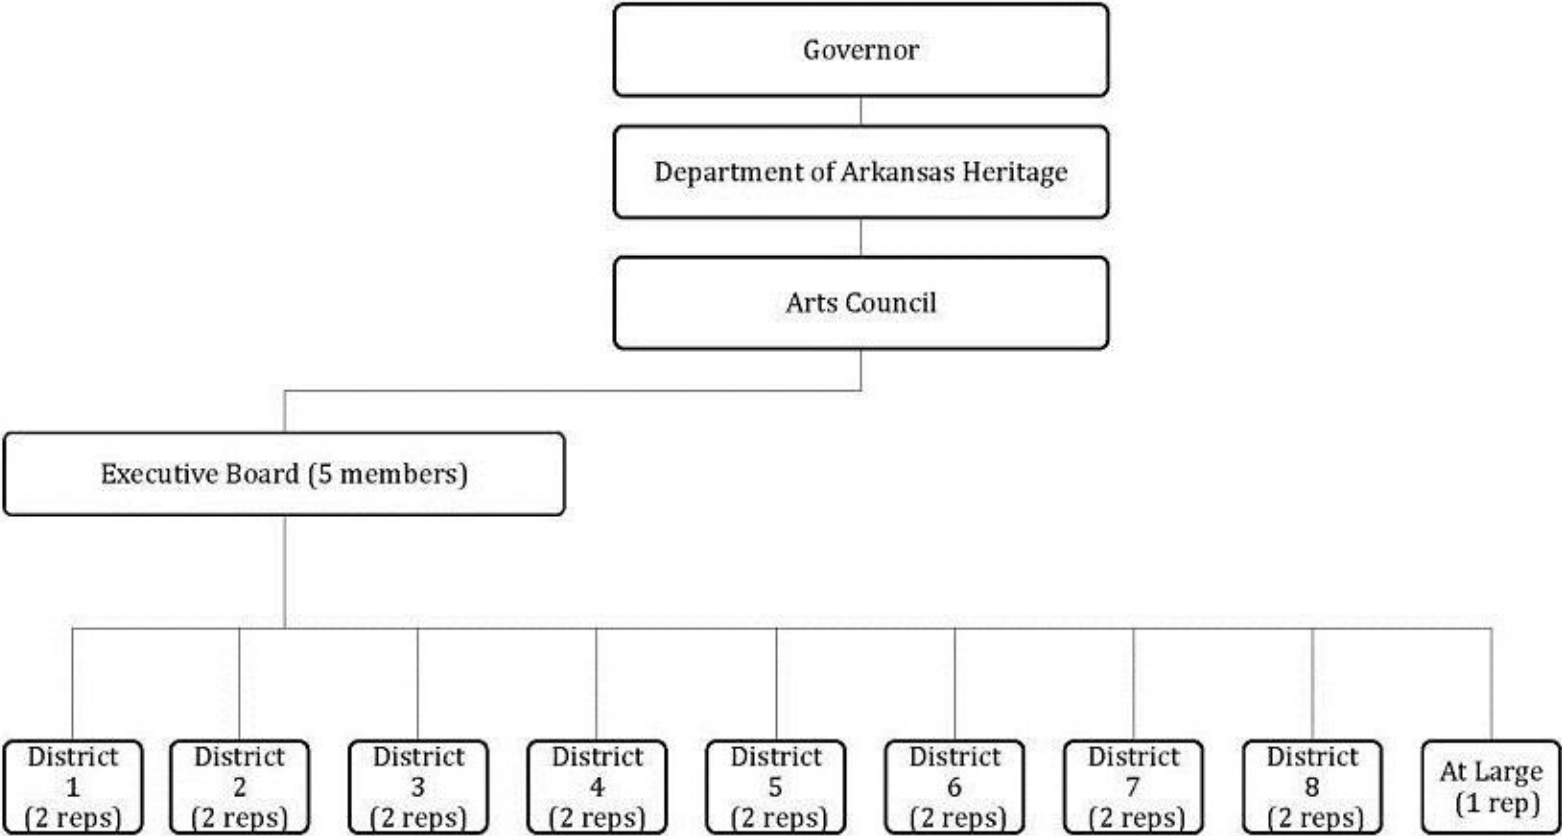 Governor
Department of Arkansas Heritage
Arts Council
Executive Board (5 members)
District
1
(2 reps)
District
2
(2 reps)
District
3
(2 reps)
District
4
(2 reps)
District
5
(2 reps)
District
6
(2 reps)
District
7
(2 reps)
District
8
(2 reps)
At Large
(1 rep)